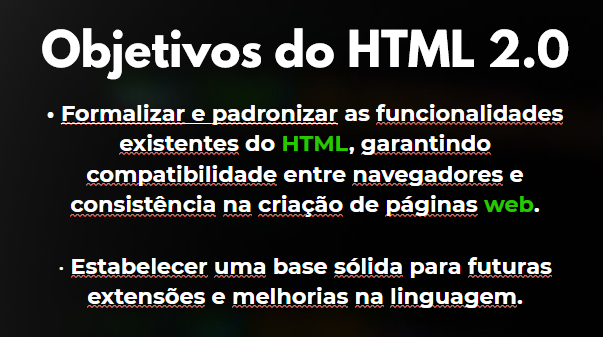 Objetivos do HTML 2.0
• Formalizar e padronizar as funcionalidades
existentes do HTML, garantindo
compatibilidade entre navegadores e
consistência na criação de páginas web.
· Estabelecer uma base sólida para futuras
extensões e melhorias na linguagem.